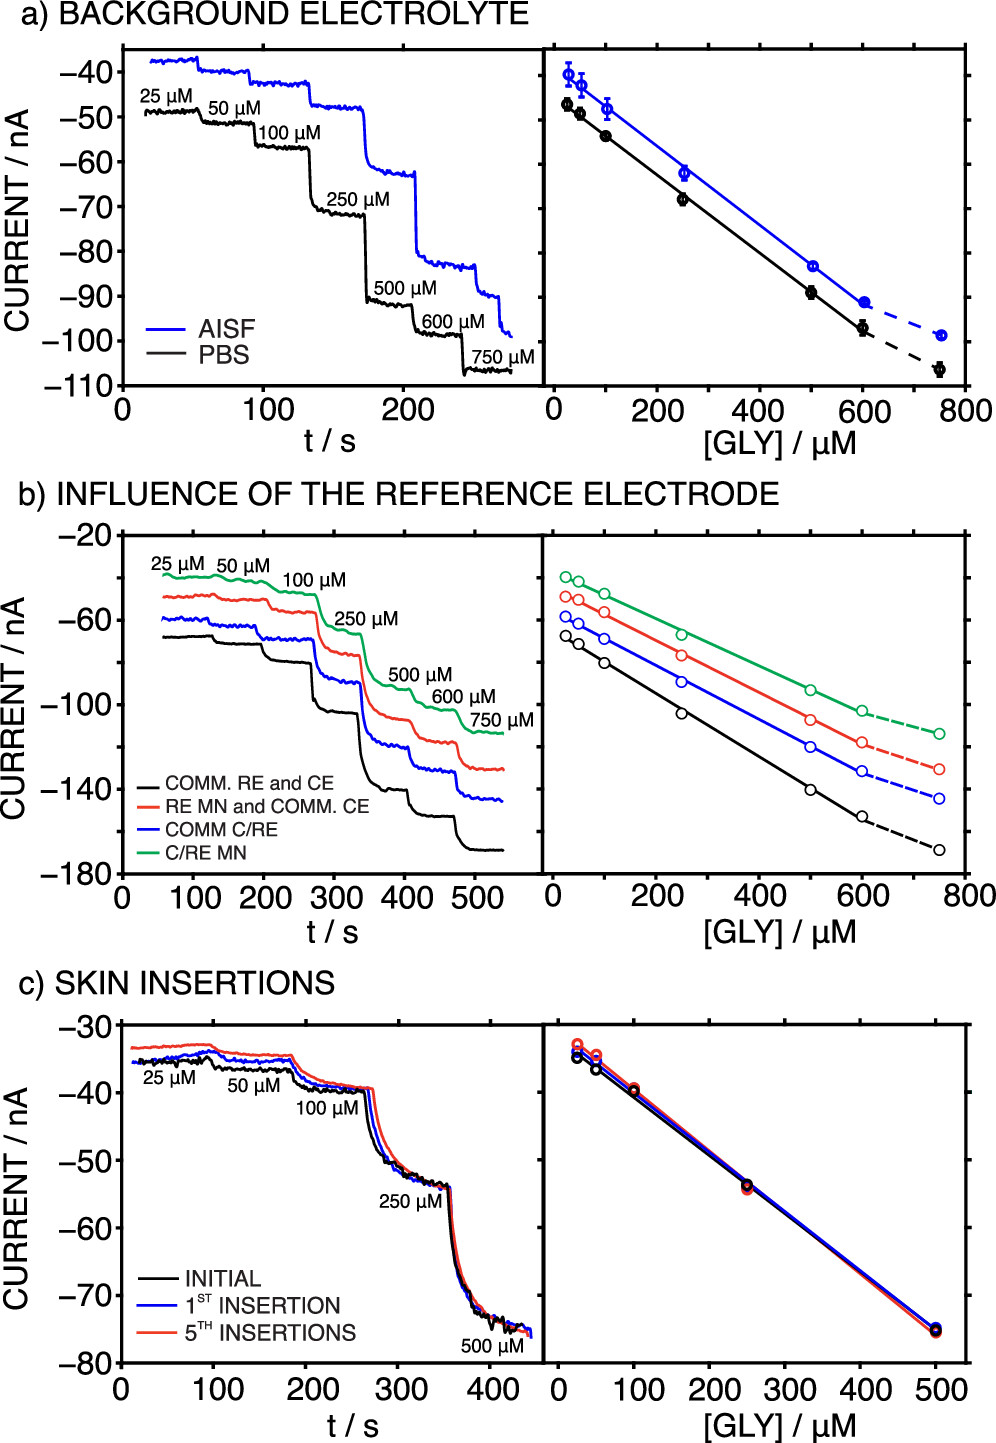 a) BACKGROUND ELECTROLYTE
CURRENT / nA
−40
−50
−60
−70
−80
−90
−100
−110
25 µM
50 µM
100 µM
250 µM
500 µM
600 µM
750 µM
AISF
PBS
0 100 200
t / s
0 200 400 600 800
[GLY] / µM
b) INFLUENCE OF THE REFERENCE ELECTRODE
CURRENT / nA
−20
−60
−100
−140
−180
25 µM
50 µM
100 µM
250 µM
500 µM
600 µM
750 µM
COMM. RE and CE
RE MN and COMM. CE
COMM C/RE
C/RE MN
0 100 200 300 400 500
t / s
0 200 400 600 800
[GLY] / µM
c) SKIN INSERTIONS
CURRENT / nA
−30
−40
−50
−60
−70
−80
25 µM
50 µM
100 µM
250 µM
500 µM
INITIAL
1ST INSERTION
5TH INSERTIONS
0 100 200 300 400
t / s
0 100 200 300 400 500
[GLY] / µM